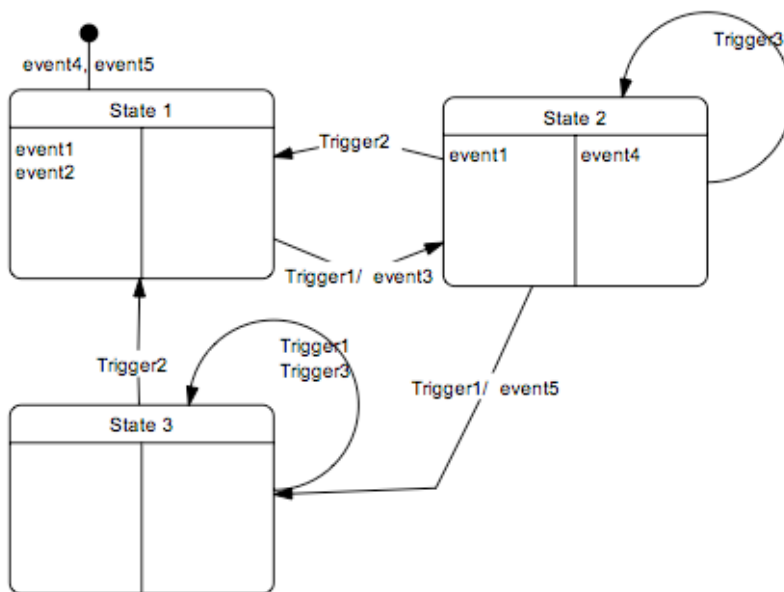 Trigger3
event4, event5
State 1
State 2
event1
event2
Trigger2
event1
event4
Trigger1/ event3
Trigger1
Trigger3
Trigger2
Trigger1/ event5
State 3